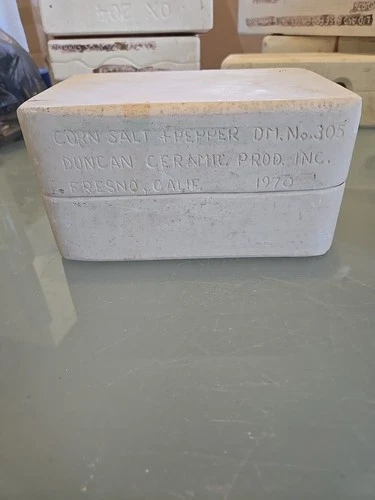 CORN SALT & PEPPER DM. No. 305
DUNCAN CERAMIC PROD. INC.
FRESNO, CALIF. 1970